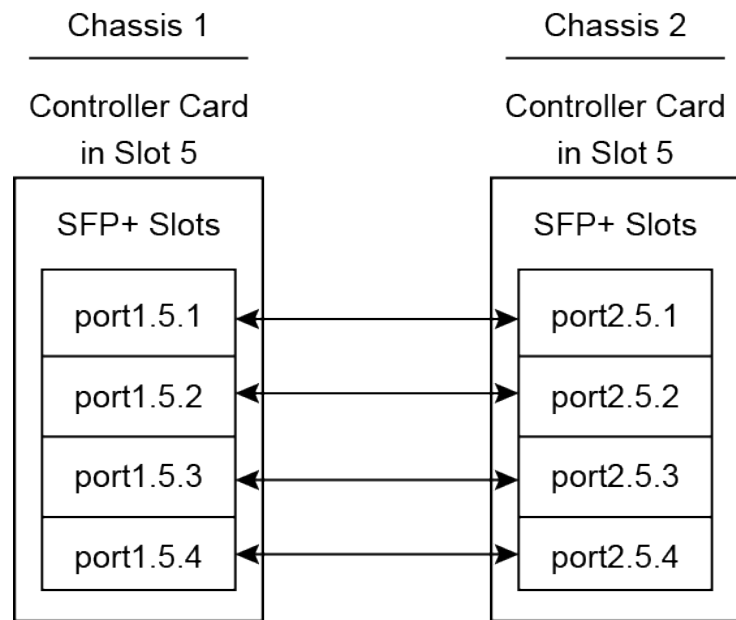 Chassis 1
Controller Card
in Slot 5
SFP+ Slots
port1.5.1
port1.5.2
port1.5.3
port1.5.4
Chassis 2
Controller Card
in Slot 5
SFP+ Slots
port2.5.1
port2.5.2
port2.5.3
port2.5.4